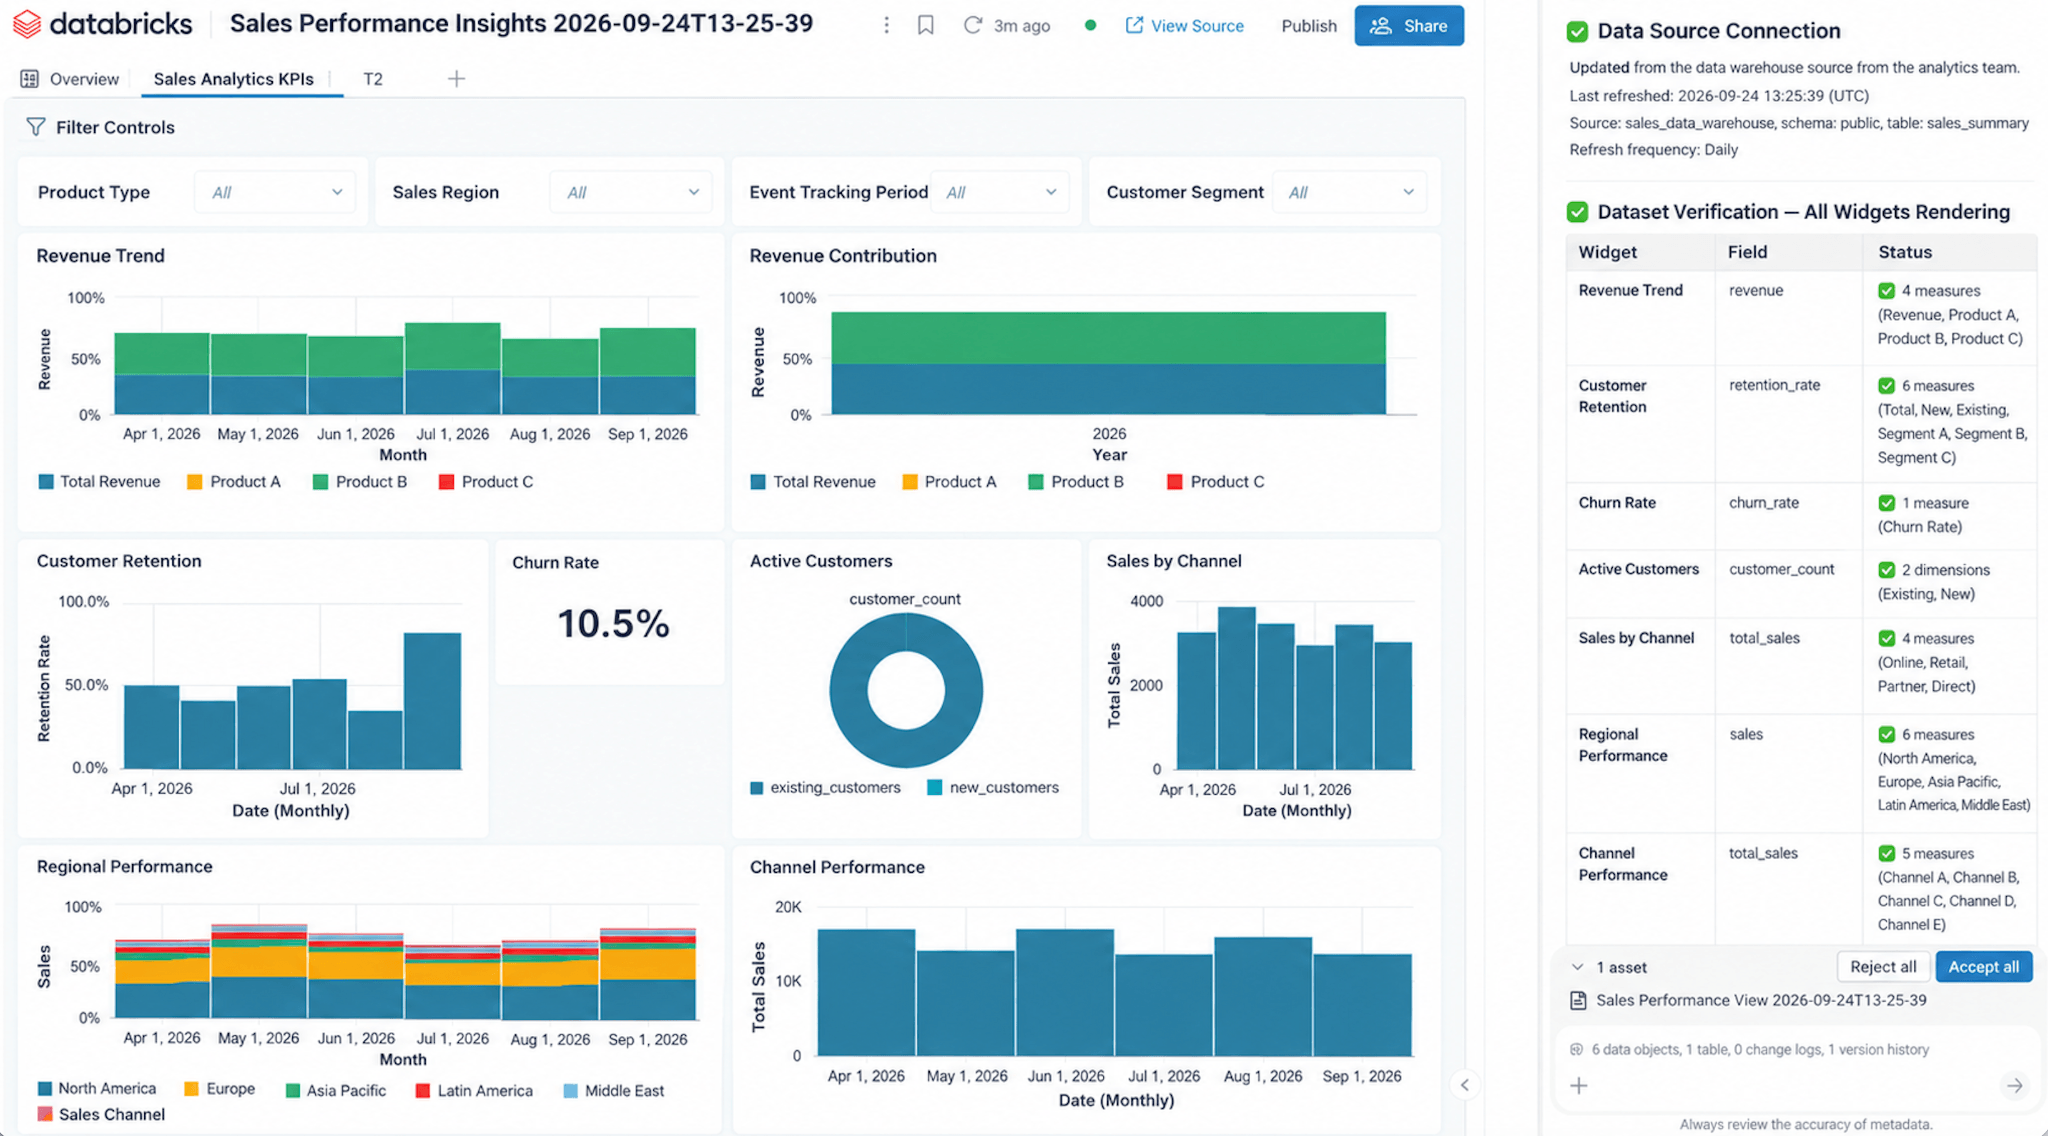 databricks
Sales Performance Insights 2026-09-24T13-25-39
3m ago
View Source
Publish
Share
Overview
Sales Analytics KPIs
T2
Filter Controls
Product Type
All
Sales Region
All
Event Tracking Period
All
Customer Segment
All
Revenue Trend
Revenue
100%
50%
0%
Apr 1, 2026
May 1, 2026
Jun 1, 2026
Jul 1, 2026
Aug 1, 2026
Sep 1, 2026
Month
Total Revenue
Product A
Product B
Product C
Revenue Contribution
Revenue
100%
50%
0%
2026
Year
Total Revenue
Product A
Product B
Product C
Customer Retention
Retention Rate
100.0%
50.0%
0.0%
Apr 1, 2026
Jul 1, 2026
Date (Monthly)
Churn Rate
10.5%
Active Customers
customer_count
existing_customers
new_customers
Sales by Channel
Total Sales
4000
2000
0
Apr 1, 2026
Jul 1, 2026
Date (Monthly)
Regional Performance
Sales
100%
50%
0%
Apr 1, 2026
May 1, 2026
Jun 1, 2026
Jul 1, 2026
Aug 1, 2026
Sep 1, 2026
Month
North America
Europe
Asia Pacific
Latin America
Middle East
Sales Channel
Channel Performance
Total Sales
20K
10K
0
Apr 1, 2026
May 1, 2026
Jun 1, 2026
Jul 1, 2026
Aug 1, 2026
Sep 1, 2026
Date (Monthly)
Data Source Connection
Updated from the data warehouse source from the analytics team.
Last refreshed: 2026-09-24 13:25:39 (UTC)
Source: sales_data_warehouse, schema: public, table: sales_summary
Refresh frequency: Daily
Dataset Verification — All Widgets Rendering
Widget
Field
Status
Revenue Trend
revenue
4 measures
(Revenue, Product A,
Product B, Product C)
Customer
Retention
retention_rate
6 measures
(Total, New, Existing,
Segment A, Segment B,
Segment C)
Churn Rate
churn_rate
1 measure
(Churn Rate)
Active Customers
customer_count
2 dimensions
(Existing, New)
Sales by Channel
total_sales
4 measures
(Online, Retail,
Partner, Direct)
Regional
Performance
sales
6 measures
(North America,
Europe, Asia Pacific,
Latin America, Middle East)
Channel
Performance
total_sales
5 measures
(Channel A, Channel B,
Channel C, Channel D,
Channel E)
1 asset
Reject all
Accept all
Sales Performance View 2026-09-24T13-25-39
6 data objects, 1 table, 0 change logs, 1 version history
Always review the accuracy of metadata.